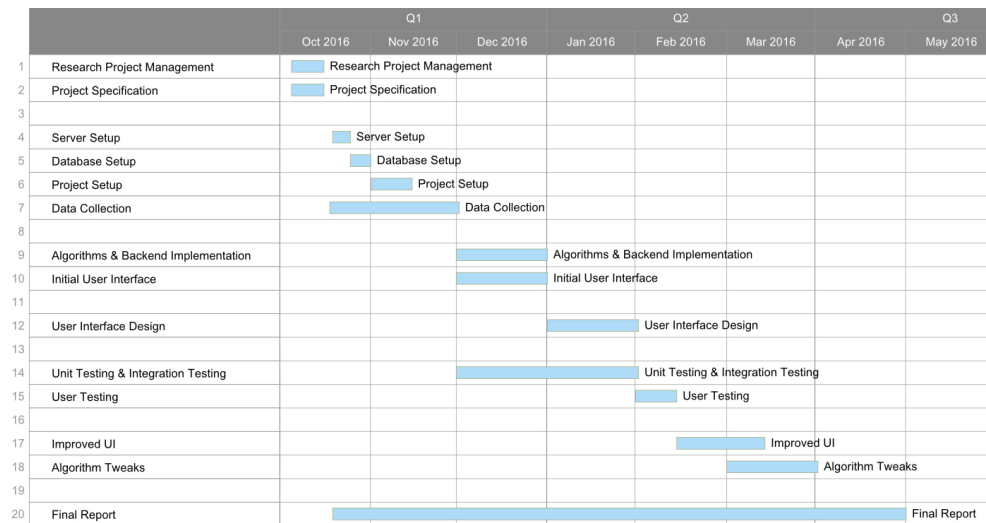 Q1 Q2 Q3
Oct 2016 Nov 2016 Dec 2016 Jan 2016 Feb 2016 Mar 2016 Apr 2016 May 2016
1 Research Project Management Research Project Management
2 Project Specification Project Specification
3
4 Server Setup Server Setup
5 Database Setup Database Setup
6 Project Setup Project Setup
7 Data Collection Data Collection
8
9 Algorithms & Backend Implementation Algorithms & Backend Implementation
10 Initial User Interface Initial User Interface
11
12 User Interface Design User Interface Design
13
14 Unit Testing & Integration Testing Unit Testing & Integration Testing
15 User Testing User Testing
16
17 Improved UI Improved UI
18 Algorithm Tweaks Algorithm Tweaks
19
20 Final Report Final Report